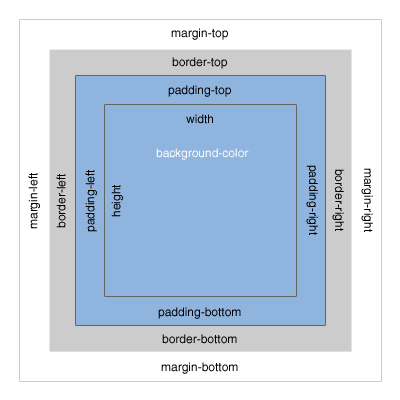 margin-top
border-top
padding-top
width
background-color
margin-left
border-left
padding-left
height
padding-right
border-right
margin-right
padding-bottom
border-bottom
margin-bottom